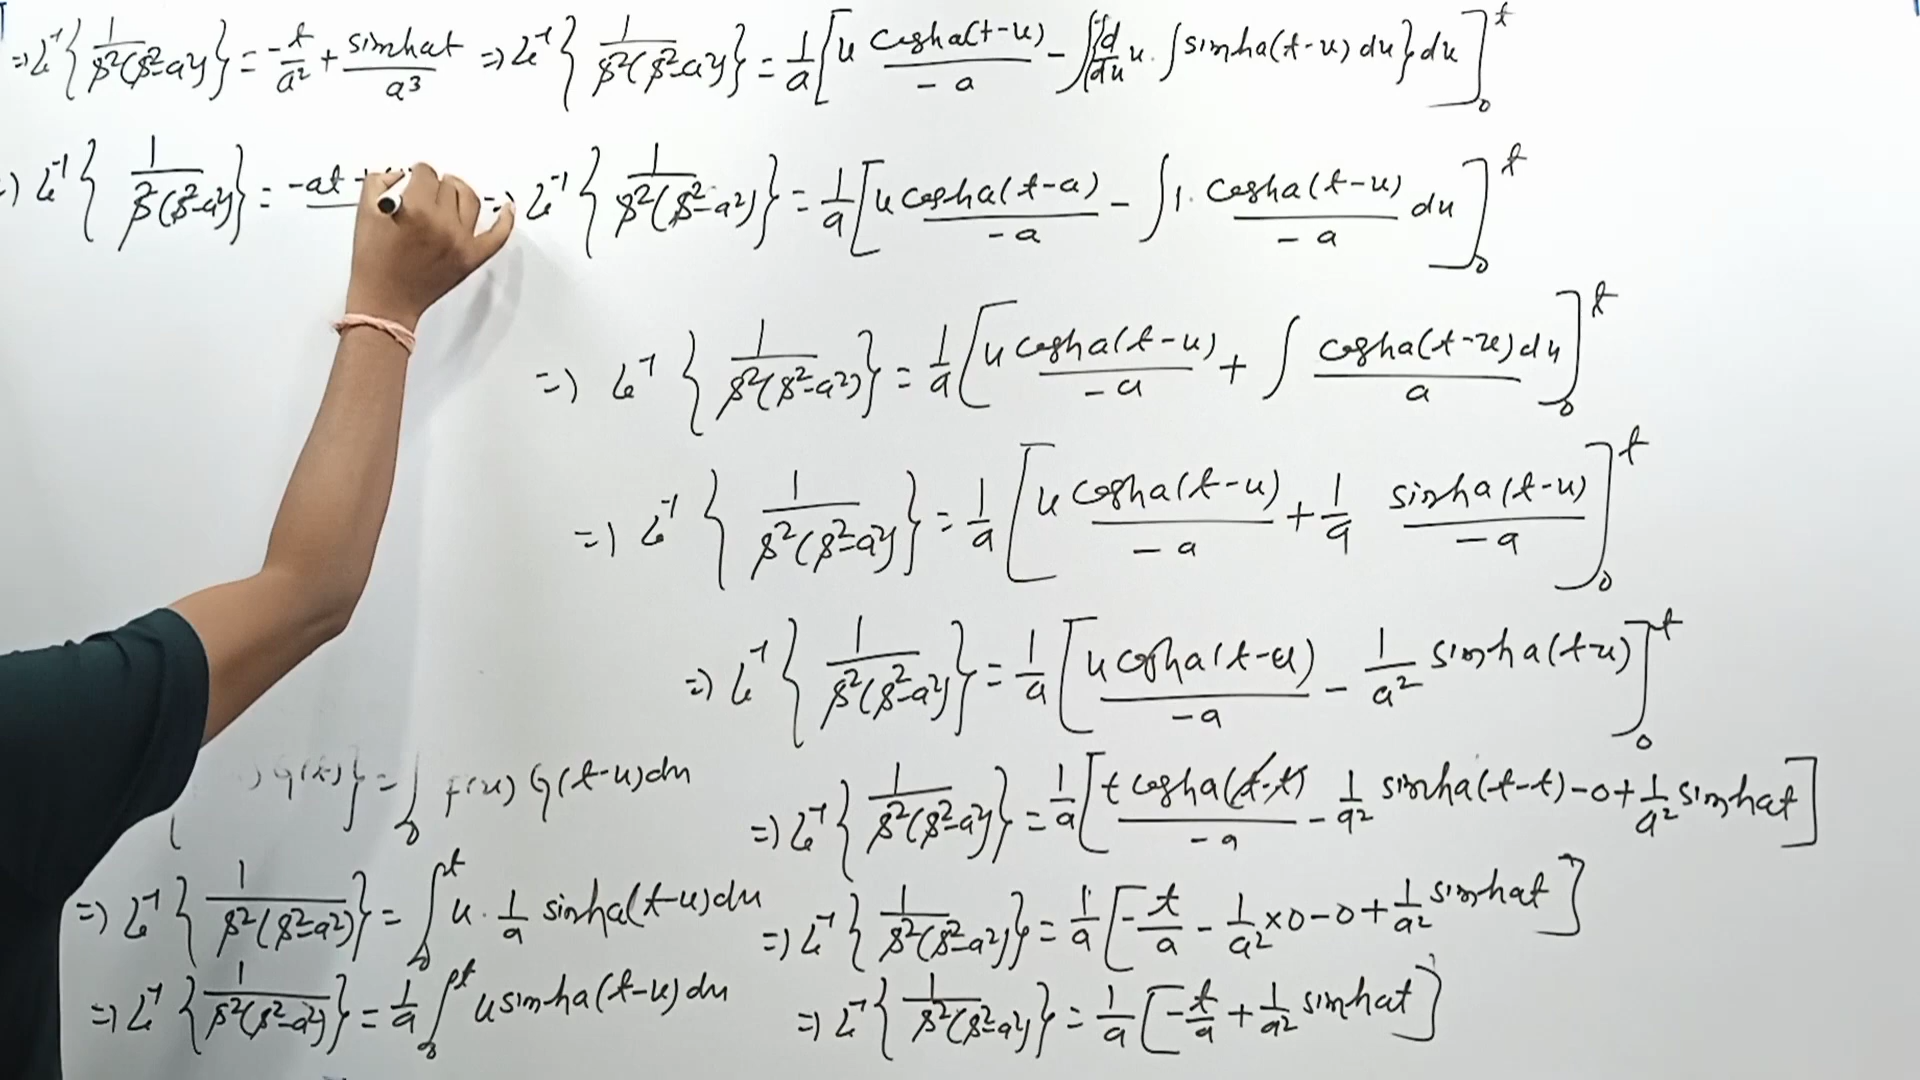 => L⁻¹{1/s²(s²-a²)} = -t/a² + sinhat/a³
=> L⁻¹{1/s²(s²-a²)} = -at +
) G(t)} = ∫₀ F(u) G(t-u)du
=> L⁻¹{1/s²(s²-a²)} = ∫₀ᵗ u · 1/a sinha(t-u)du
=> L⁻¹{1/s²(s²-a²)} = 1/a ∫₀ᵗ u sinha(t-u)du
=> L⁻¹{1/s²(s²-a²)} = 1/a [u cosha(t-u)/-a - ∫{d/du u · ∫sinha(t-u)du}du]₀ᵗ
=> L⁻¹{1/s²(s²-a²)} = 1/a [u cosha(t-a)/-a - ∫1· cosha(t-u)/-a du]₀ᵗ
=> L⁻¹{1/s²(s²-a²)} = 1/a [u cosha(t-u)/-a + ∫ cosha(t-u)du/a]₀ᵗ
=> L⁻¹{1/s²(s²-a²)} = 1/a [u cosha(t-u)/-a + 1/a sinha(t-u)/-a]₀ᵗ
=> L⁻¹{1/s²(s²-a²)} = 1/a [u cosha(t-u)/-a - 1/a² sinha(t-u)]₀ᵗ
=> L⁻¹{1/s²(s²-a²)} = 1/a [t cosha(t-t)/-a - 1/a² sinha(t-t) - 0 + 1/a² sinhat]
=> L⁻¹{1/s²(s²-a²)} = 1/a [-t/a - 1/a² × 0 - 0 + 1/a² sinhat]
=> L⁻¹{1/s²(s²-a²)} = 1/a [-t/a + 1/a² sinhat]